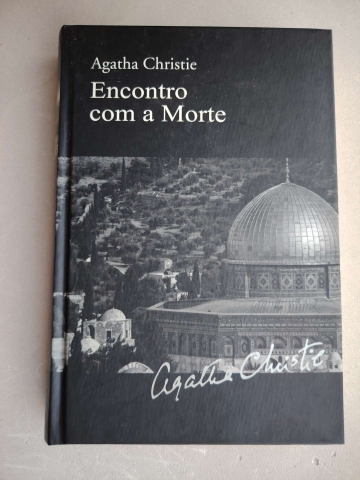 Agatha Christie
Encontro
com a Morte
Agatha Christie